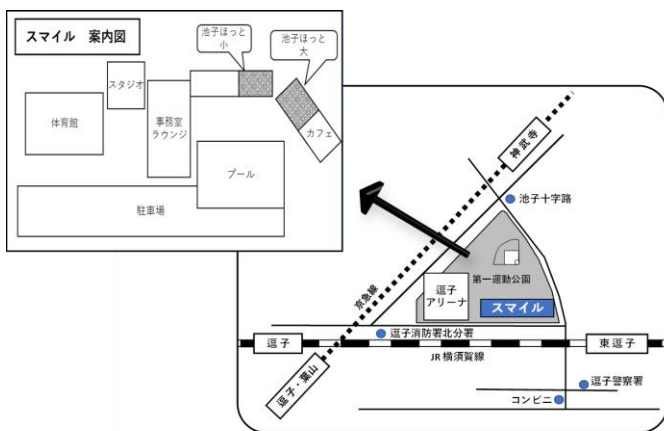 スマイル 案内図
池子ほっと
小
池子ほっと
大
スタジオ
体育館
事務室
ラウンジ
カフェ
プール
駐車場
神武寺
池子十字路
第一運動公園
逗子
アリーナ
スマイル
京急線
逗子消防署北分署
逗子
JR横須賀線
東逗子
逗子・葉山
逗子警察署
コンビニ